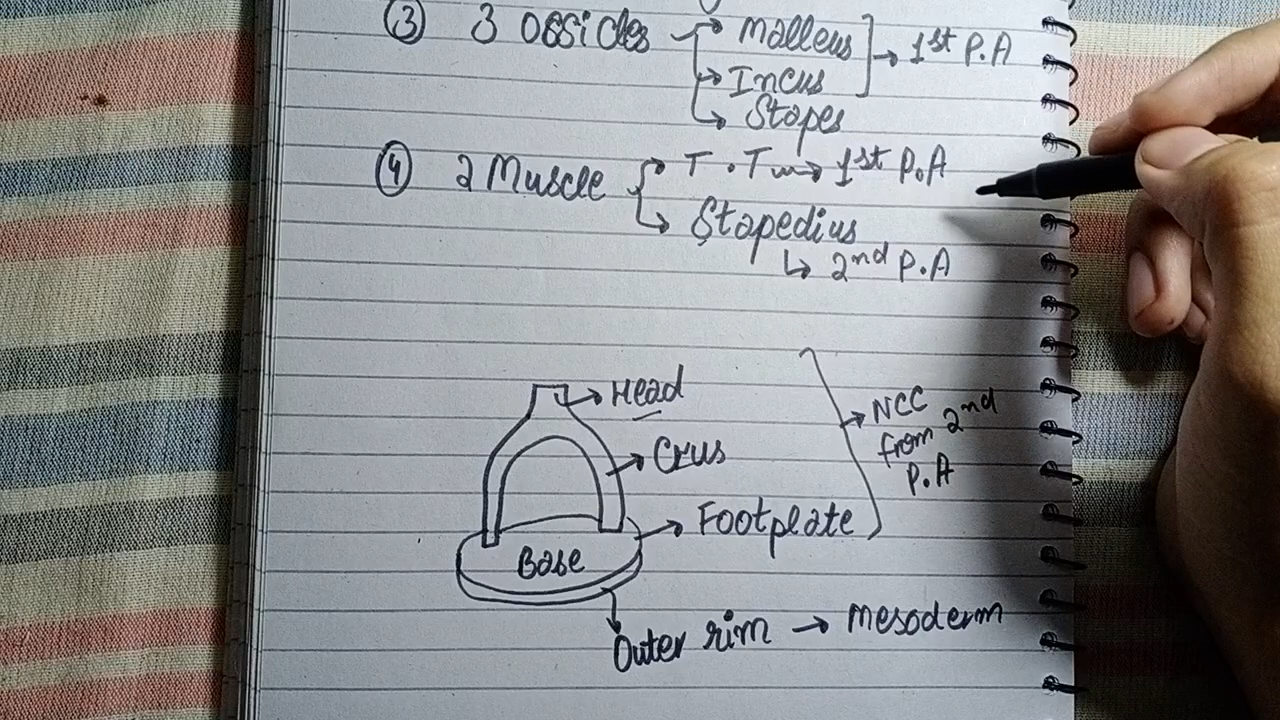 ③ 3 ossicles → malleus → 1st P.A
→ Incus
→ Stapes
④ 2 Muscle → T.T → 1st P.A
→ Stapedius
↳ 2nd P.A
→ Head
→ Crus
→ NCC
from 2nd
P.A
→ Footplate
Base
Outer rim → Mesoderm